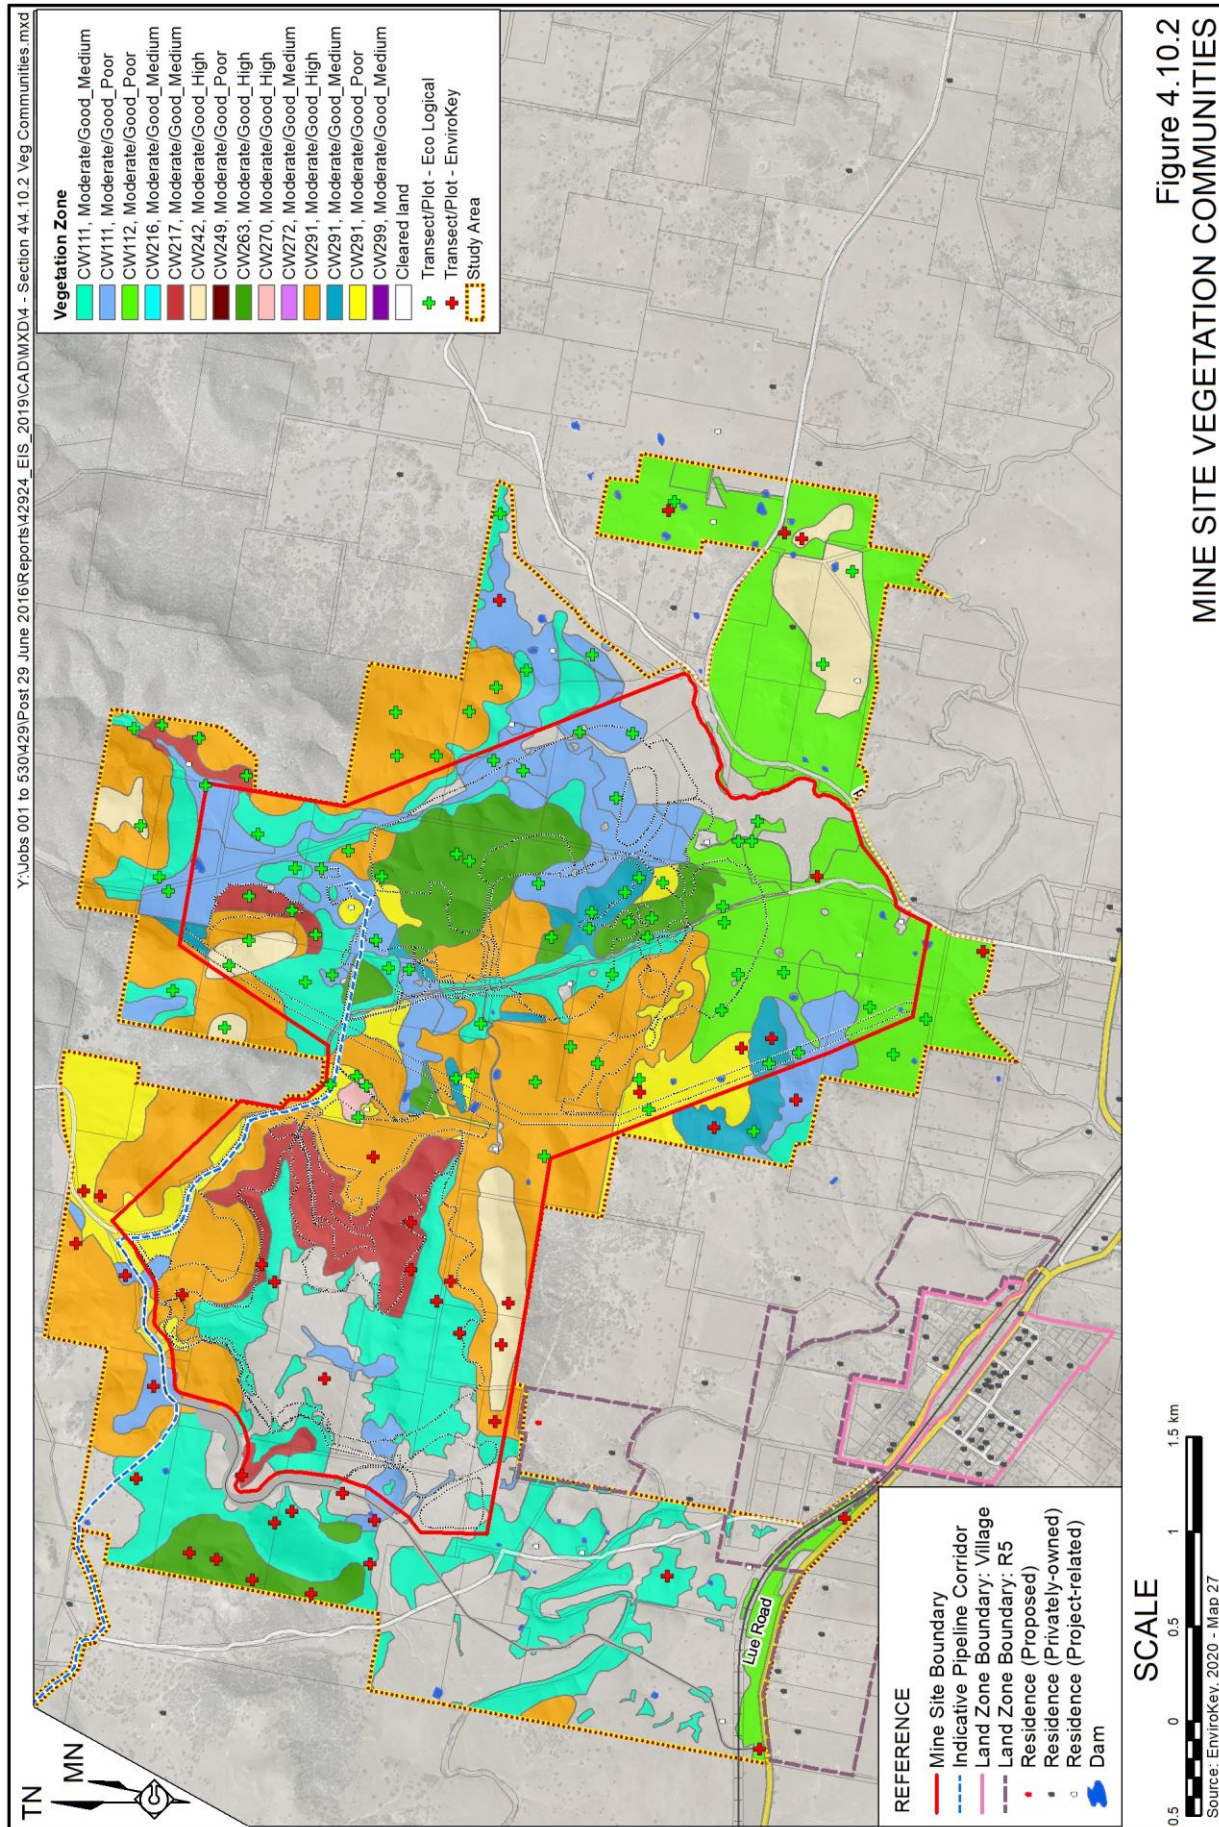 Y:\Jobs 001 to 530\429\Post 29 June 2016\Reports\42924_EIS_2019\CAD\MXD\4 - Section 4\4.10.2 Veg Communities.mxd
TN
MN
Vegetation Zone
CW111, Moderate/Good_Medium
CW111, Moderate/Good_Poor
CW112, Moderate/Good_Poor
CW216, Moderate/Good_Medium
CW217, Moderate/Good_Medium
CW242, Moderate/Good_High
CW249, Moderate/Good_Poor
CW263, Moderate/Good_High
CW270, Moderate/Good_High
CW272, Moderate/Good_Medium
CW291, Moderate/Good_High
CW291, Moderate/Good_Medium
CW291, Moderate/Good_Poor
CW299, Moderate/Good_Medium
Cleared land
Transect/Plot - Eco Logical
Transect/Plot - EnviroKey
Study Area
Lue Road
REFERENCE
Mine Site Boundary
Indicative Pipeline Corridor
Land Zone Boundary: Village
Land Zone Boundary: R5
Residence (Proposed)
Residence (Privately-owned)
Residence (Project-related)
Dam
SCALE
0.5 0 0.5 1 1.5 km
Source: EnviroKey, 2020 - Map 27
Figure 4.10.2
MINE SITE VEGETATION COMMUNITIES